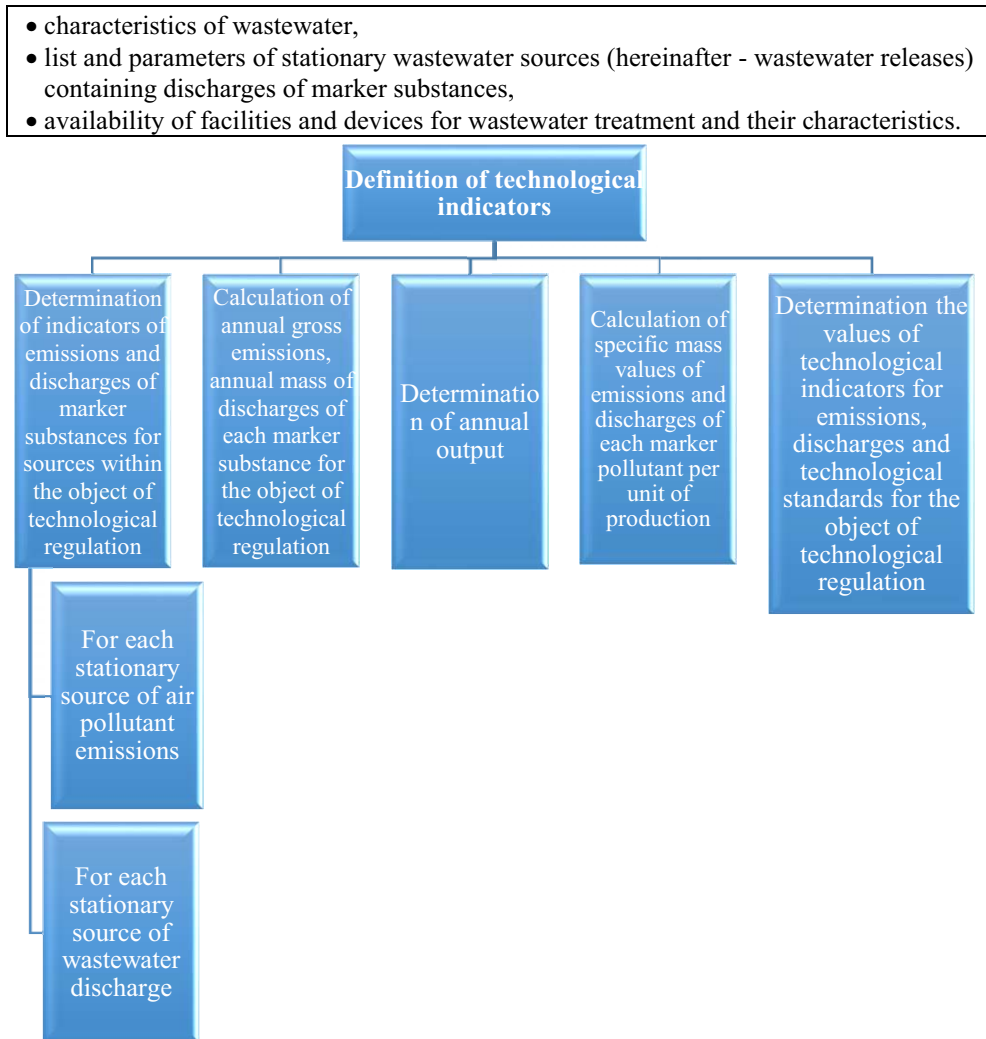 • characteristics of wastewater,
• list and parameters of stationary wastewater sources (hereinafter - wastewater releases)
containing discharges of marker substances,
• availability of facilities and devices for wastewater treatment and their characteristics.
Definition of technological
indicators
Determination
of indicators of
emissions and
discharges of
marker
substances for
sources within
the object of
technological
regulation
Calculation of
annual gross
emissions,
annual mass of
discharges of
each marker
substance for
the object of
technological
regulation
Determinatio
n of annual
output
Calculation of
specific mass
values of
emissions and
discharges of
each marker
pollutant per
unit of
production
Determination the
values of
technological
indicators for
emissions,
discharges and
technological
standards for the
object of
technological
regulation
For each
stationary
source of air
pollutant
emissions
For each
stationary
source of
wastewater
discharge